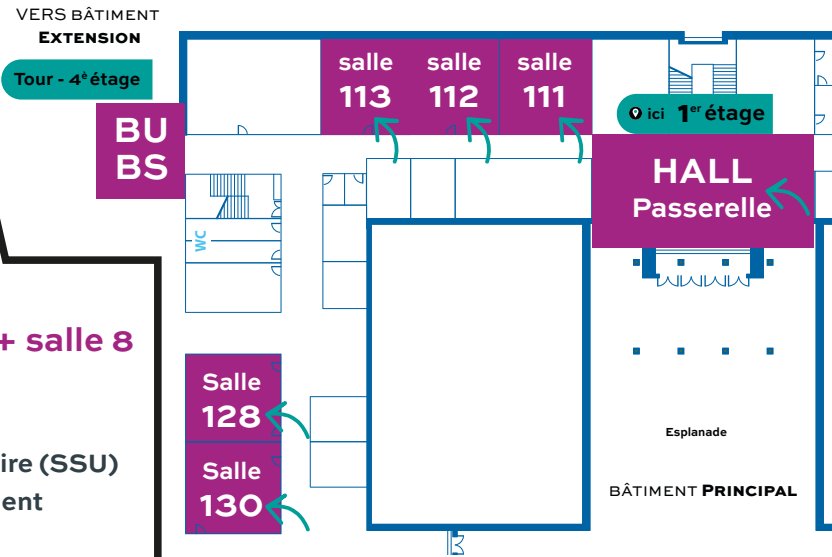 VERS BÂTIMENT
EXTENSION
Tour - 4è étage
BU
BS
salle
113
salle
112
salle
111
ici 1er étage
HALL
Passerelle
WC
+ salle 8
Salle
128
Salle
130
ire (SSU)
ent
Esplanade
BÂTIMENT PRINCIPAL